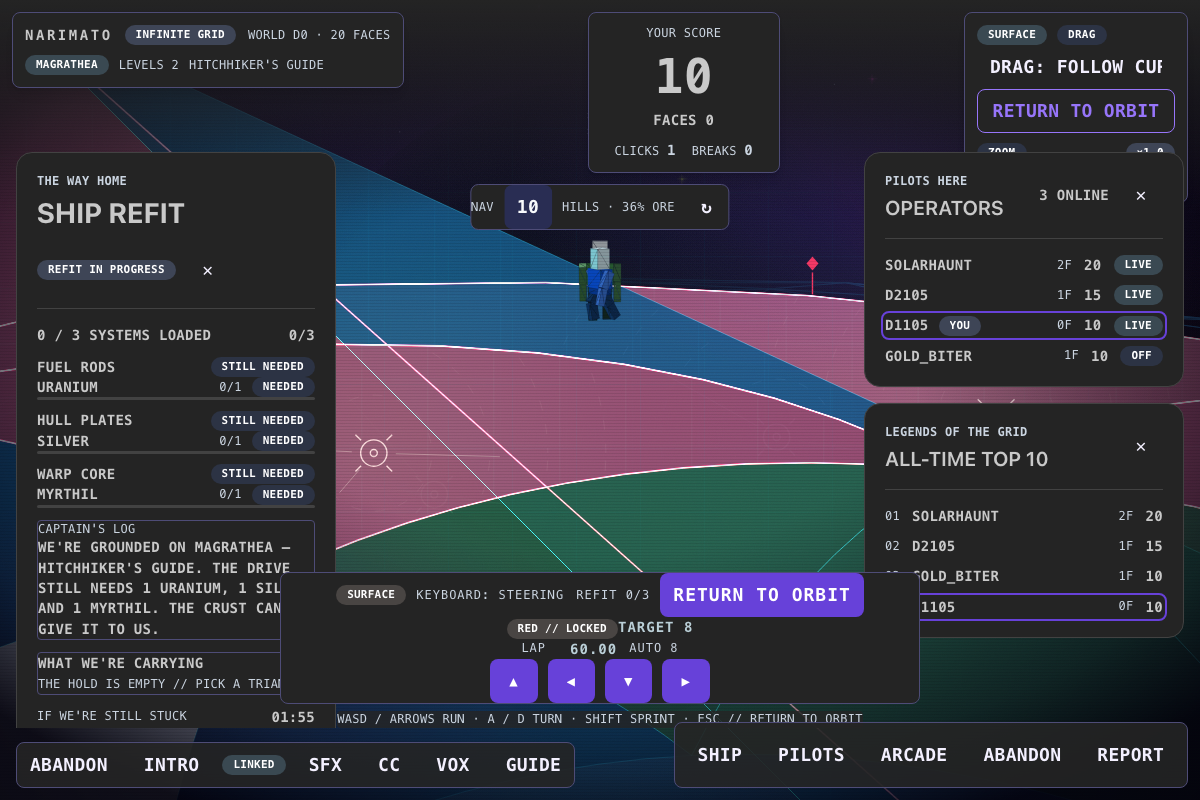 NARIMATO INFINITE GRID WORLD D0 · 20 FACES
MAGRATHEA LEVELS 2 HITCHHIKER'S GUIDE
YOUR SCORE
10
FACES 0
CLICKS 1 BREAKS 0
SURFACE DRAG
DRAG: FOLLOW
RETURN TO ORBIT
NAV 10 HILLS · 36% ORE ↻
THE WAY HOME
SHIP REFIT
REFIT IN PROGRESS ×
0 / 3 SYSTEMS LOADED 0/3
FUEL RODS STILL NEEDED
URANIUM 0/1 NEEDED
HULL PLATES STILL NEEDED
SILVER 0/1 NEEDED
WARP CORE STILL NEEDED
MYRTHIL 0/1 NEEDED
CAPTAIN'S LOG
WE'RE GROUNDED ON MAGRATHEA —
HITCHHIKER'S GUIDE. THE DRIVE
STILL NEEDS 1 URANIUM, 1 SIL
AND 1 MYRTHIL. THE CRUST CAN
GIVE IT TO US.
WHAT WE'RE CARRYING
THE HOLD IS EMPTY // PICK A
IF WE'RE STILL STUCK 01:55
PILOTS HERE
OPERATORS 3 ONLINE ×
SOLARHAUNT 2F 20 LIVE
D2105 1F 15 LIVE
D1105 YOU 0F 10 LIVE
GOLD_BITER 1F 10 OFF
LEGENDS OF THE GRID
ALL-TIME TOP 10 ×
01 SOLARHAUNT 2F 20
02 D2105 1F 15
GOLD_BITER 1F 10
1105 0F 10
SURFACE KEYBOARD: STEERING REFIT 0/3 RETURN TO ORBIT
RED // LOCKED TARGET 8
LAP 60.00 AUTO 8
▲ ◀ ▼ ▶
WASD / ARROWS RUN · A / D TURN · SHIFT SPRINT · ESC // RETURN TO ORBIT
ABANDON INTRO LINKED SFX CC VOX GUIDE
SHIP PILOTS ARCADE ABANDON REPORT